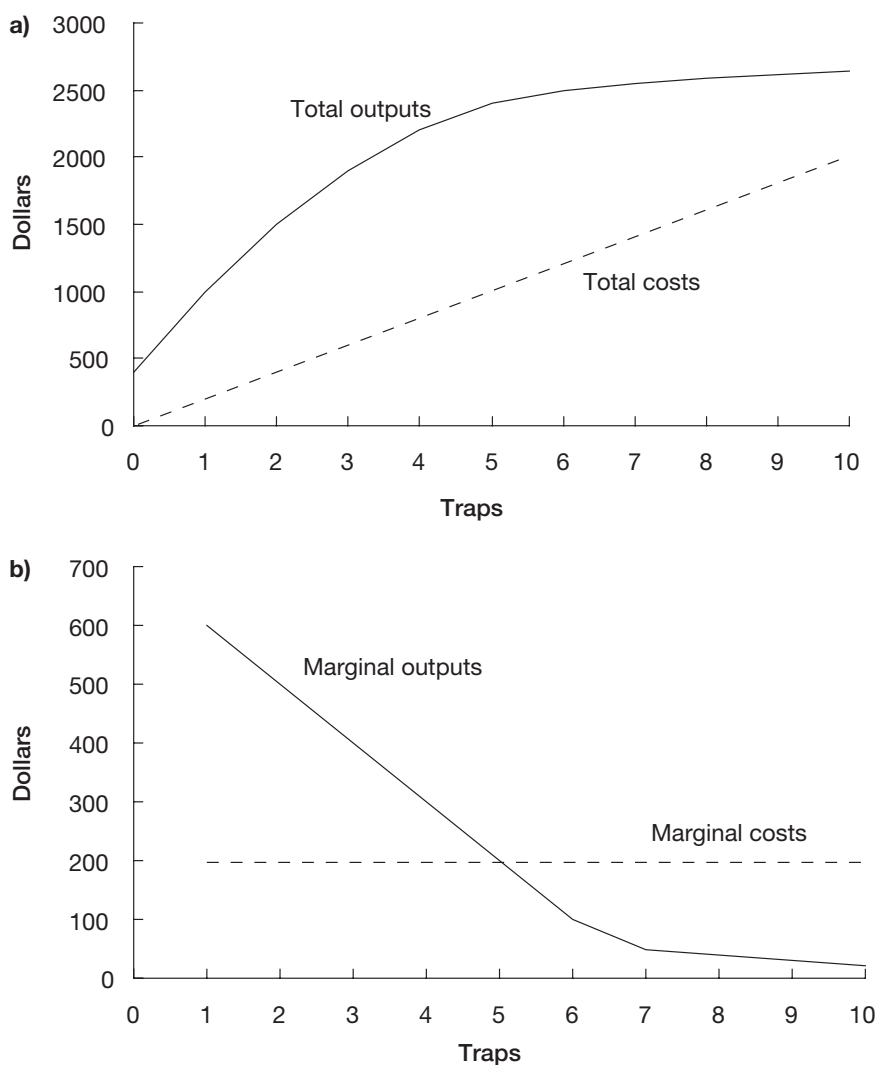 a)
3000
2500
2000
1500
1000
500
0
Dollars
Total outputs
Total costs
0 1 2 3 4 5 6 7 8 9 10
Traps
b)
700
600
500
400
300
200
100
0
Dollars
Marginal outputs
Marginal costs
0 1 2 3 4 5 6 7 8 9 10
Traps